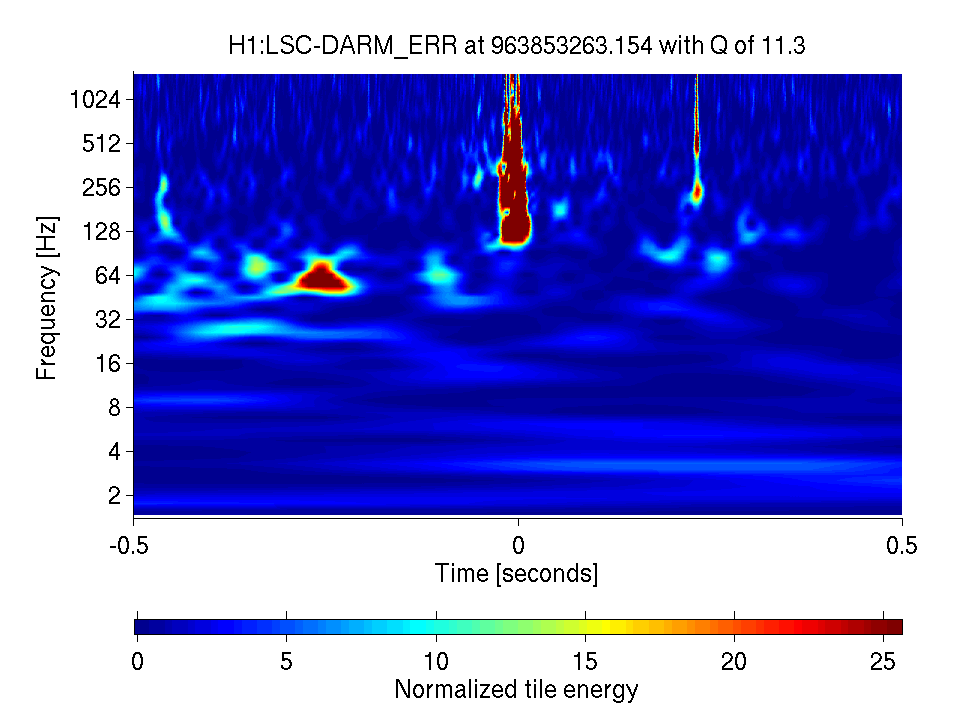 H1:LSC-DARM_ERR at 963853263.154 with Q of 11.3
1024
512
256
128
64
32
16
8
4
2
Frequency [Hz]
-0.5 0 0.5
Time [seconds]
0 5 10 15 20 25
Normalized tile energy